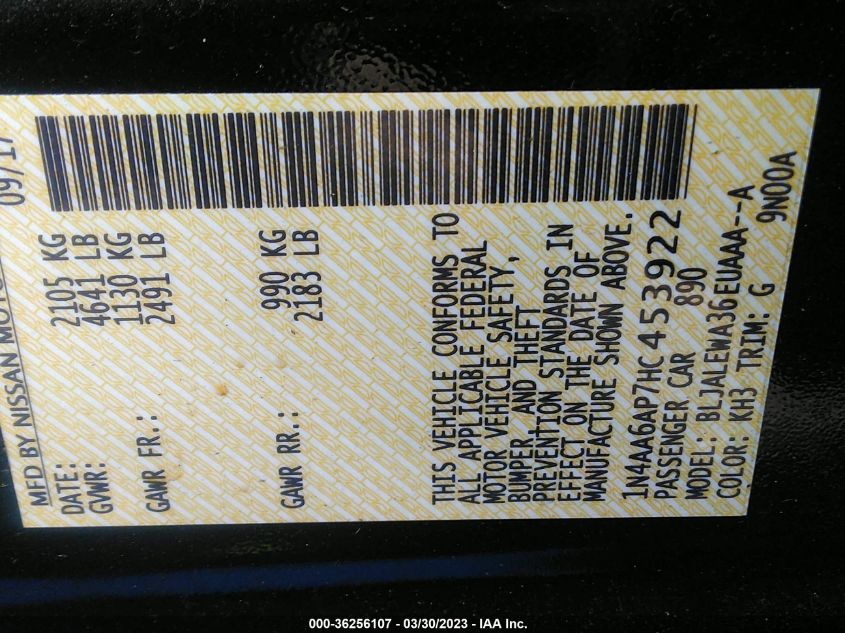 MFD BY NISSAN MOTO
DATE: 09/17
GVWR: 2105 KG
4641 LB
GAWR FR.: 1130 KG
2491 LB
GAWR RR.: 990 KG
2183 LB
THIS VEHICLE CONFORMS TO
ALL APPLICABLE FEDERAL
MOTOR VEHICLE SAFETY,
BUMPER, AND THEFT
PREVENTION STANDARDS IN
EFFECT ON THE DATE OF
MANUFACTURE SHOWN ABOVE.
1N4AA6AP7HC453922
PASSENGER CAR 890
MODEL: BLJALEWA36EUAAA--A
COLOR: KH3 TRIM: G 9N00A
000-36256107 - 03/30/2023 - IAA Inc.